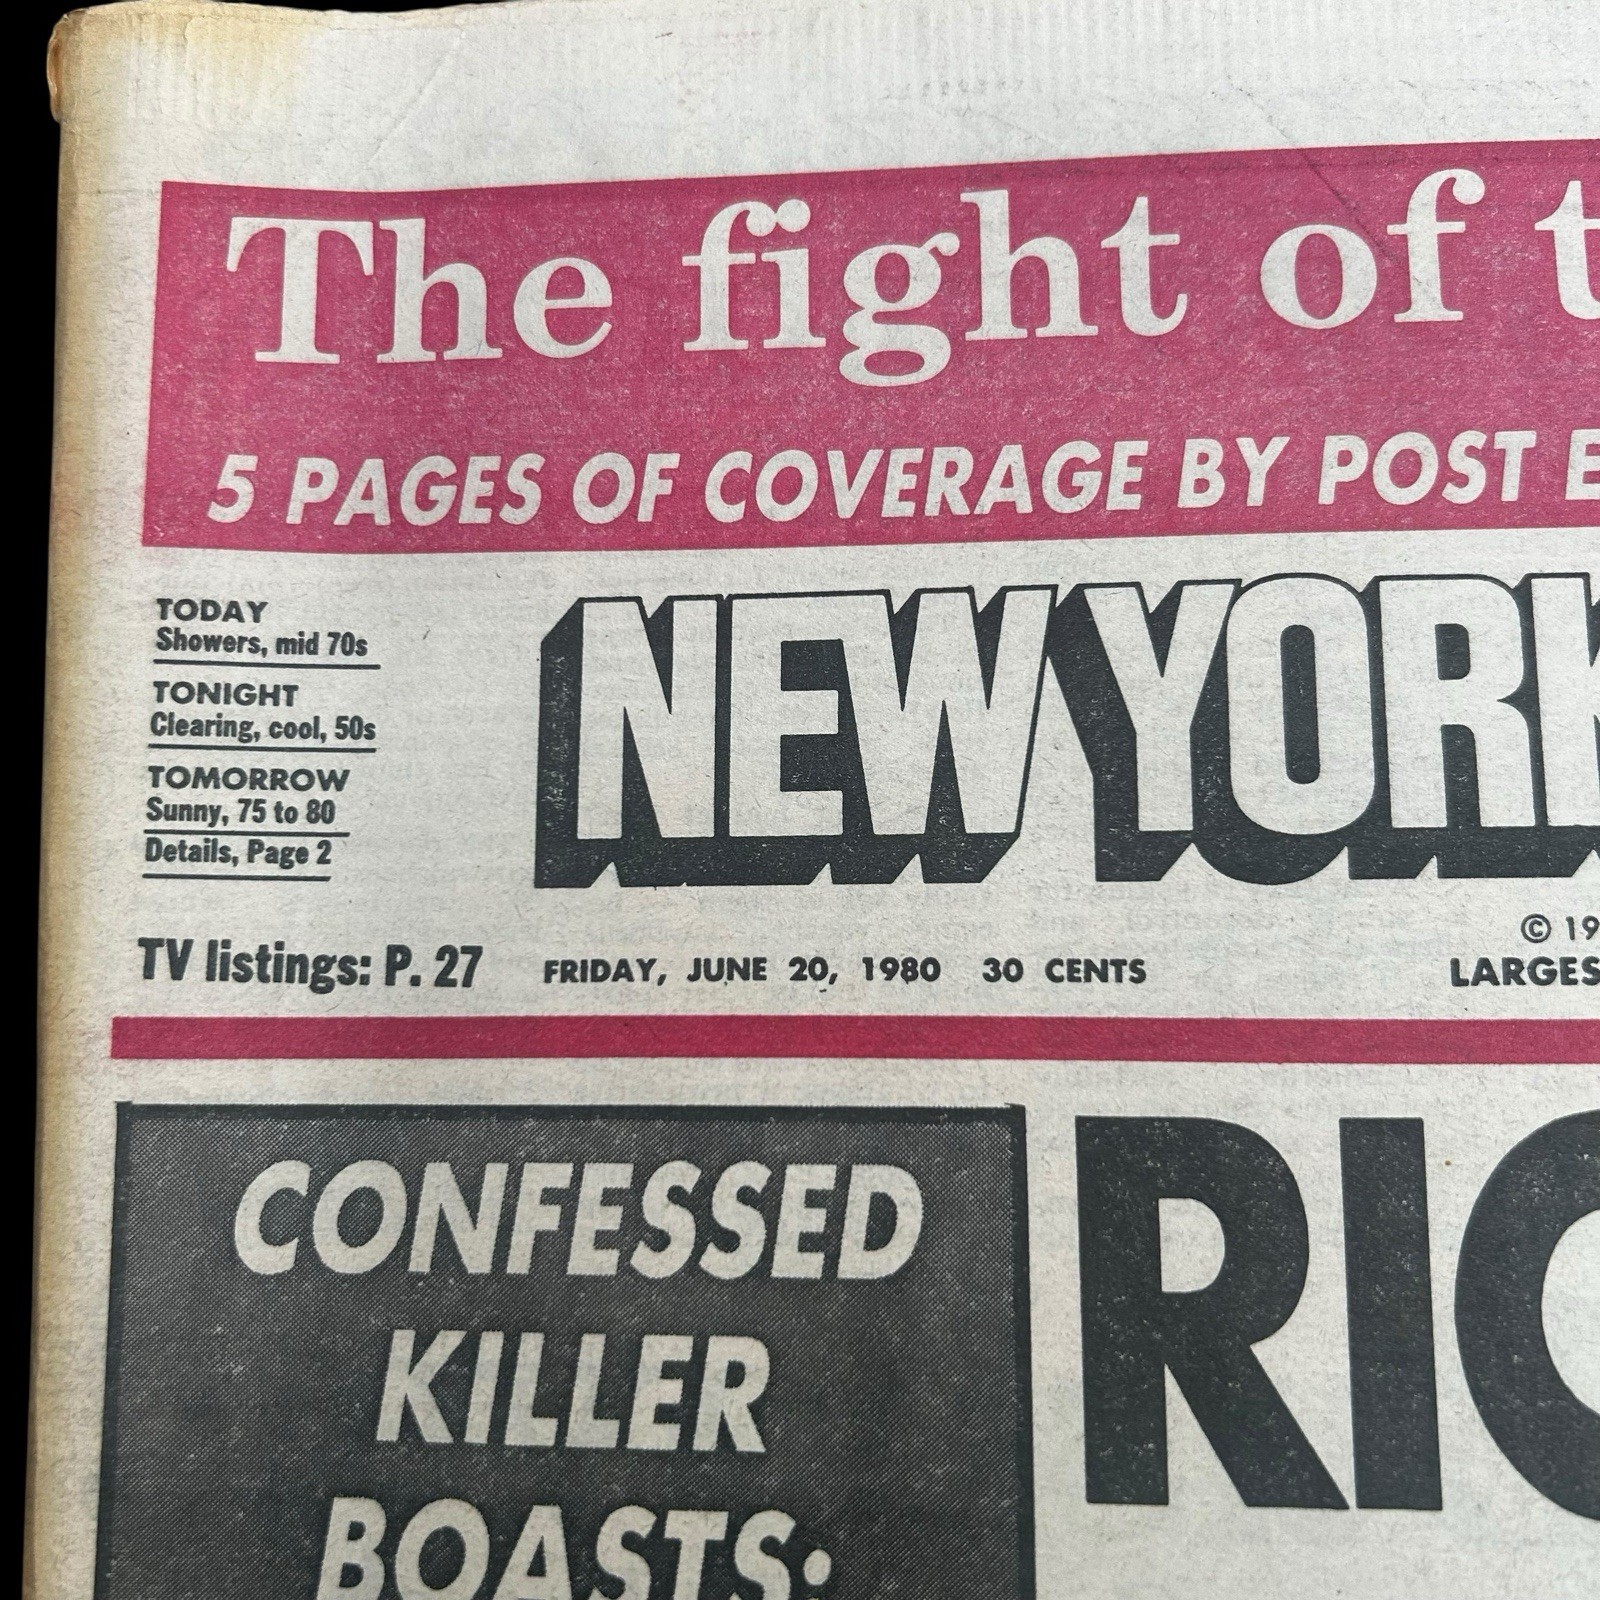 The fight of t
5 PAGES OF COVERAGE BY POST E
TODAY
Showers, mid 70s
TONIGHT
Clearing, cool, 50s
TOMORROW
Sunny, 75 to 80
Details, Page 2
NEW YORK
© 19
TV listings: P. 27
FRIDAY, JUNE 20, 1980 30 CENTS
LARGES
CONFESSED
KILLER
BOASTS:
RIC